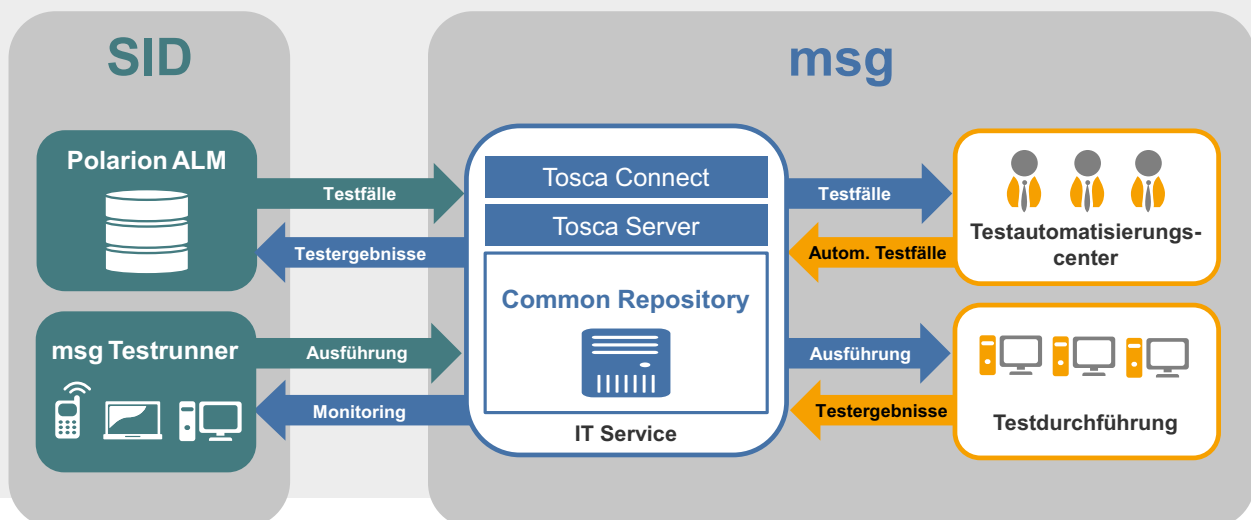 SID
msg
Polarion ALM
Testfälle
Testergebnisse
msg Testrunner
Ausführung
Monitoring
Tosca Connect
Tosca Server
Common Repository
IT Service
Testfälle
Autom. Testfälle
Testautomatisierungs-
center
Ausführung
Testergebnisse
Testdurchführung